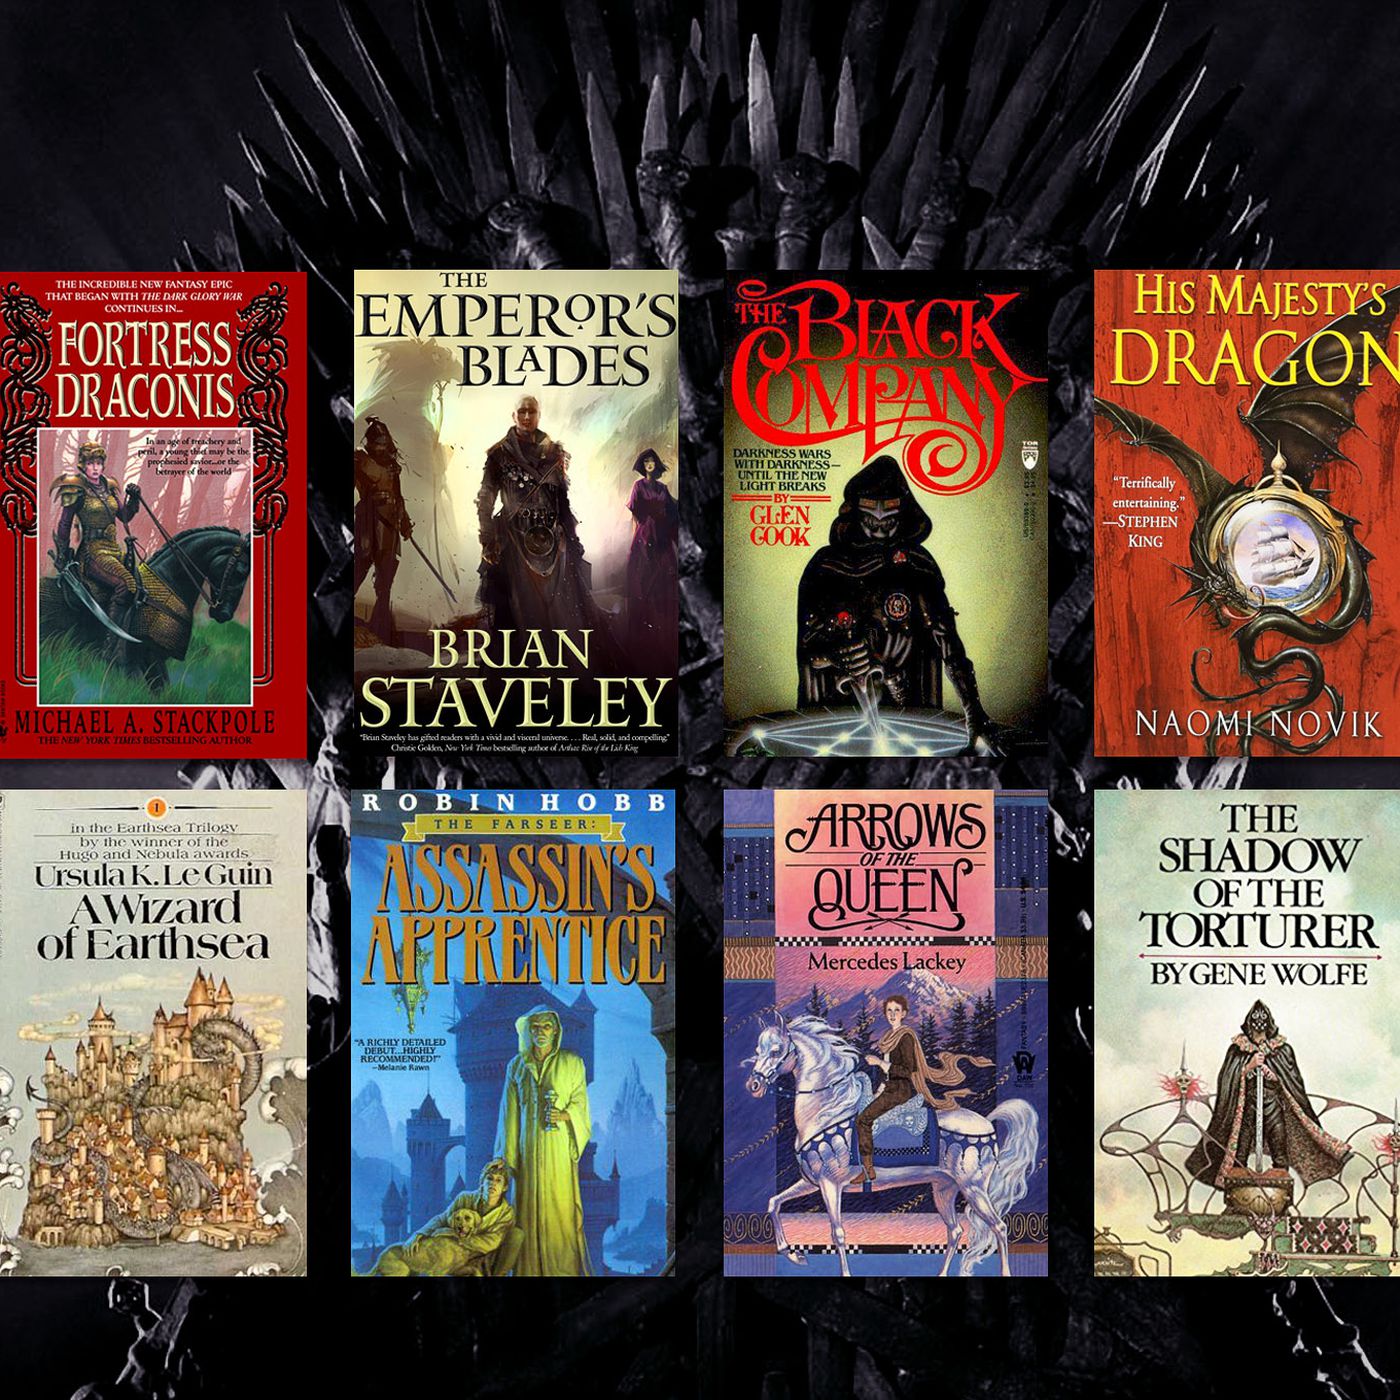 THE INCREDIBLE NEW FANTASY EPIC
THAT BEGAN WITH THE DARK GLORY WAR
CONTINUES IN...
FORTRESS
DRACONIS
In an age of treachery and
peril, a young thief may be the
prophesied savior...or the
betrayer of the world
MICHAEL A. STACKPOLE
THE NEW YORK TIMES BESTSELLING AUTHOR
THE
EMPEROR'S
BLADES
BRIAN
STAVELEY
"Brian Staveley has gifted readers with a vivid and visceral universe. . . . Real, solid, and compelling."
Christie Golden, New York Times bestselling author of Arthas: Rise of the Lich King
THE BLACK
COMPANY
DARKNESS WARS
WITH DARKNESS—
UNTIL THE NEW
LIGHT BREAKS
BY
GLEN
COOK
TOR
HIS MAJESTY'S
DRAGON
"Terrifically
entertaining."
—STEPHEN
KING
NAOMI NOVIK
1
in the Earthsea Trilogy
by the winner of the
Hugo and Nebula awards
Ursula K. Le Guin
A Wizard
of Earthsea
ROBIN HOBB
THE FARSEER:
ASSASSIN'S
APPRENTICE
"A RICHLY DETAILED
DEBUT...HIGHLY
RECOMMENDED!"
—Melanie Rawn
ARROWS
OF THE
QUEEN
Mercedes Lackey
DAW
THE
SHADOW
OF THE
TORTURER
BY GENE WOLFE